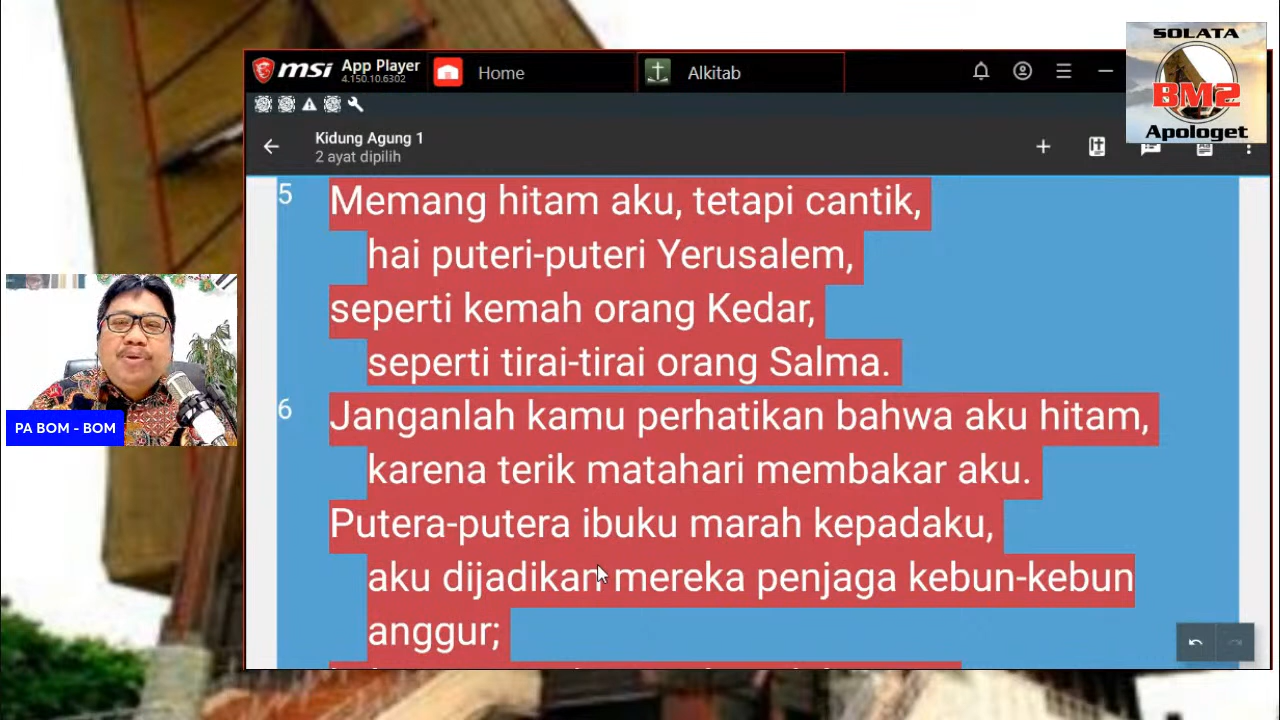 SOLATA
BM2
Apologet
msi App Player
4.150.10.6302
Home
Alkitab
Kidung Agung 1
2 ayat dipilih
5 Memang hitam aku, tetapi cantik,
hai puteri-puteri Yerusalem,
seperti kemah orang Kedar,
seperti tirai-tirai orang Salma.
6 Janganlah kamu perhatikan bahwa aku hitam,
karena terik matahari membakar aku.
Putera-putera ibuku marah kepadaku,
aku dijadikan mereka penjaga kebun-kebun
anggur;
PA BOM - BOM